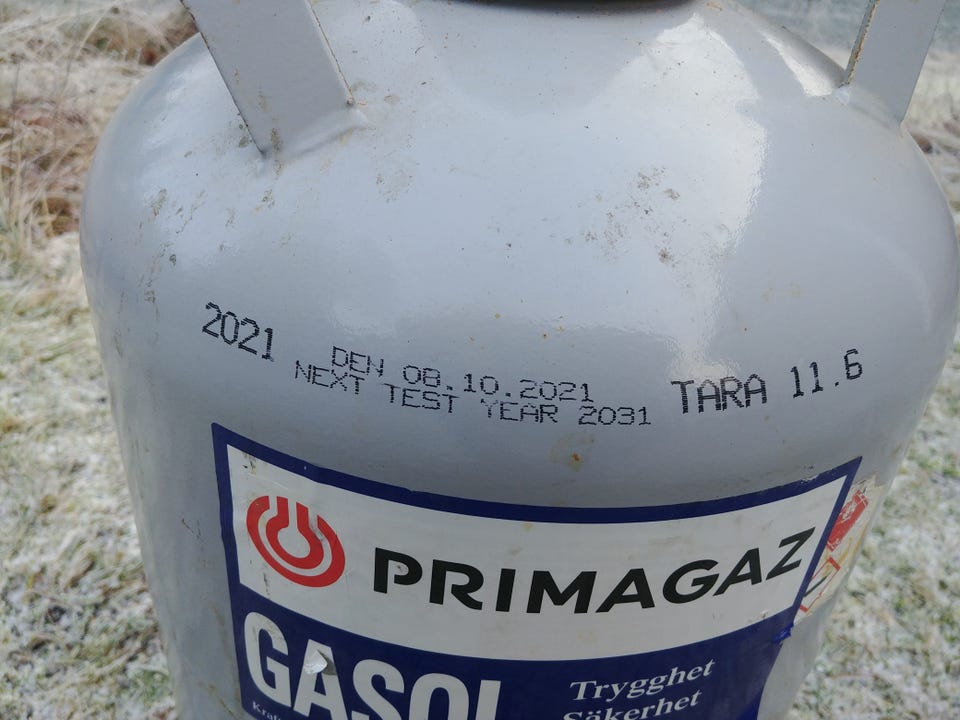 2021
DEN 08.10.2021
NEXT TEST YEAR 2031
TARA 11.6
PRIMAGAZ
GASOL
Trygghet
Säkerhet